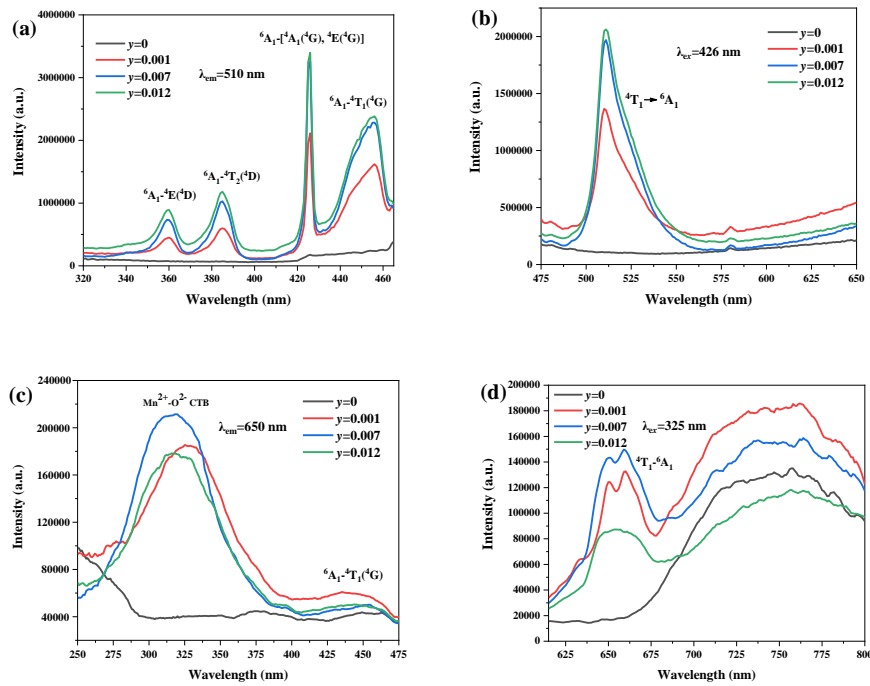 (a)
⁶A₁-[⁴A₁(⁴G), ⁴E(⁴G)]
y=0
y=0.001
y=0.007
y=0.012
λem=510 nm
⁶A₁-⁴T₁(⁴G)
⁶A₁-⁴E(⁴D)
⁶A₁-⁴T₂(⁴D)
Intensity (a.u.)
4000000
3000000
2000000
1000000
0
320 340 360 380 400 420 440 460
Wavelength (nm)
(b)
y=0
y=0.001
y=0.007
y=0.012
λex=426 nm
⁴T₁→⁶A₁
Intensity (a.u.)
2000000
1500000
1000000
500000
0
475 500 525 550 575 600 625 650
Wavelength (nm)
(c)
Mn²⁺-O²⁻ CTB
λem=650 nm
y=0
y=0.001
y=0.007
y=0.012
⁶A₁-⁴T₁(⁴G)
Intensity (a.u.)
240000
200000
160000
120000
80000
40000
250 275 300 325 350 375 400 425 450 475
Wavelength (nm)
(d)
y=0
y=0.001
y=0.007
y=0.012
λex=325 nm
⁴T₁-⁶A₁
Intensity (a.u.)
200000
180000
160000
140000
120000
100000
80000
60000
40000
20000
0
625 650 675 700 725 750 775 800
Wavelength (nm)